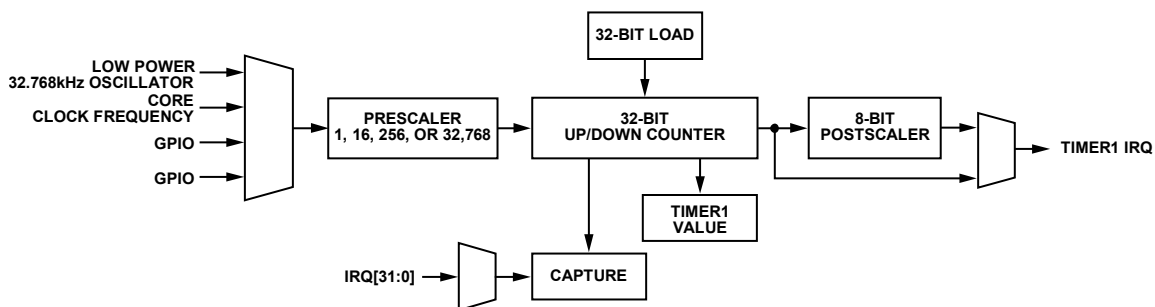 32-BIT LOAD
LOW POWER
32.768kHz OSCILLATOR
CORE
CLOCK FREQUENCY
GPIO
GPIO
PRESCALER
1, 16, 256, OR 32,768
32-BIT
UP/DOWN COUNTER
8-BIT
POSTSCALER
TIMER1 IRQ
TIMER1
VALUE
IRQ[31:0]
CAPTURE